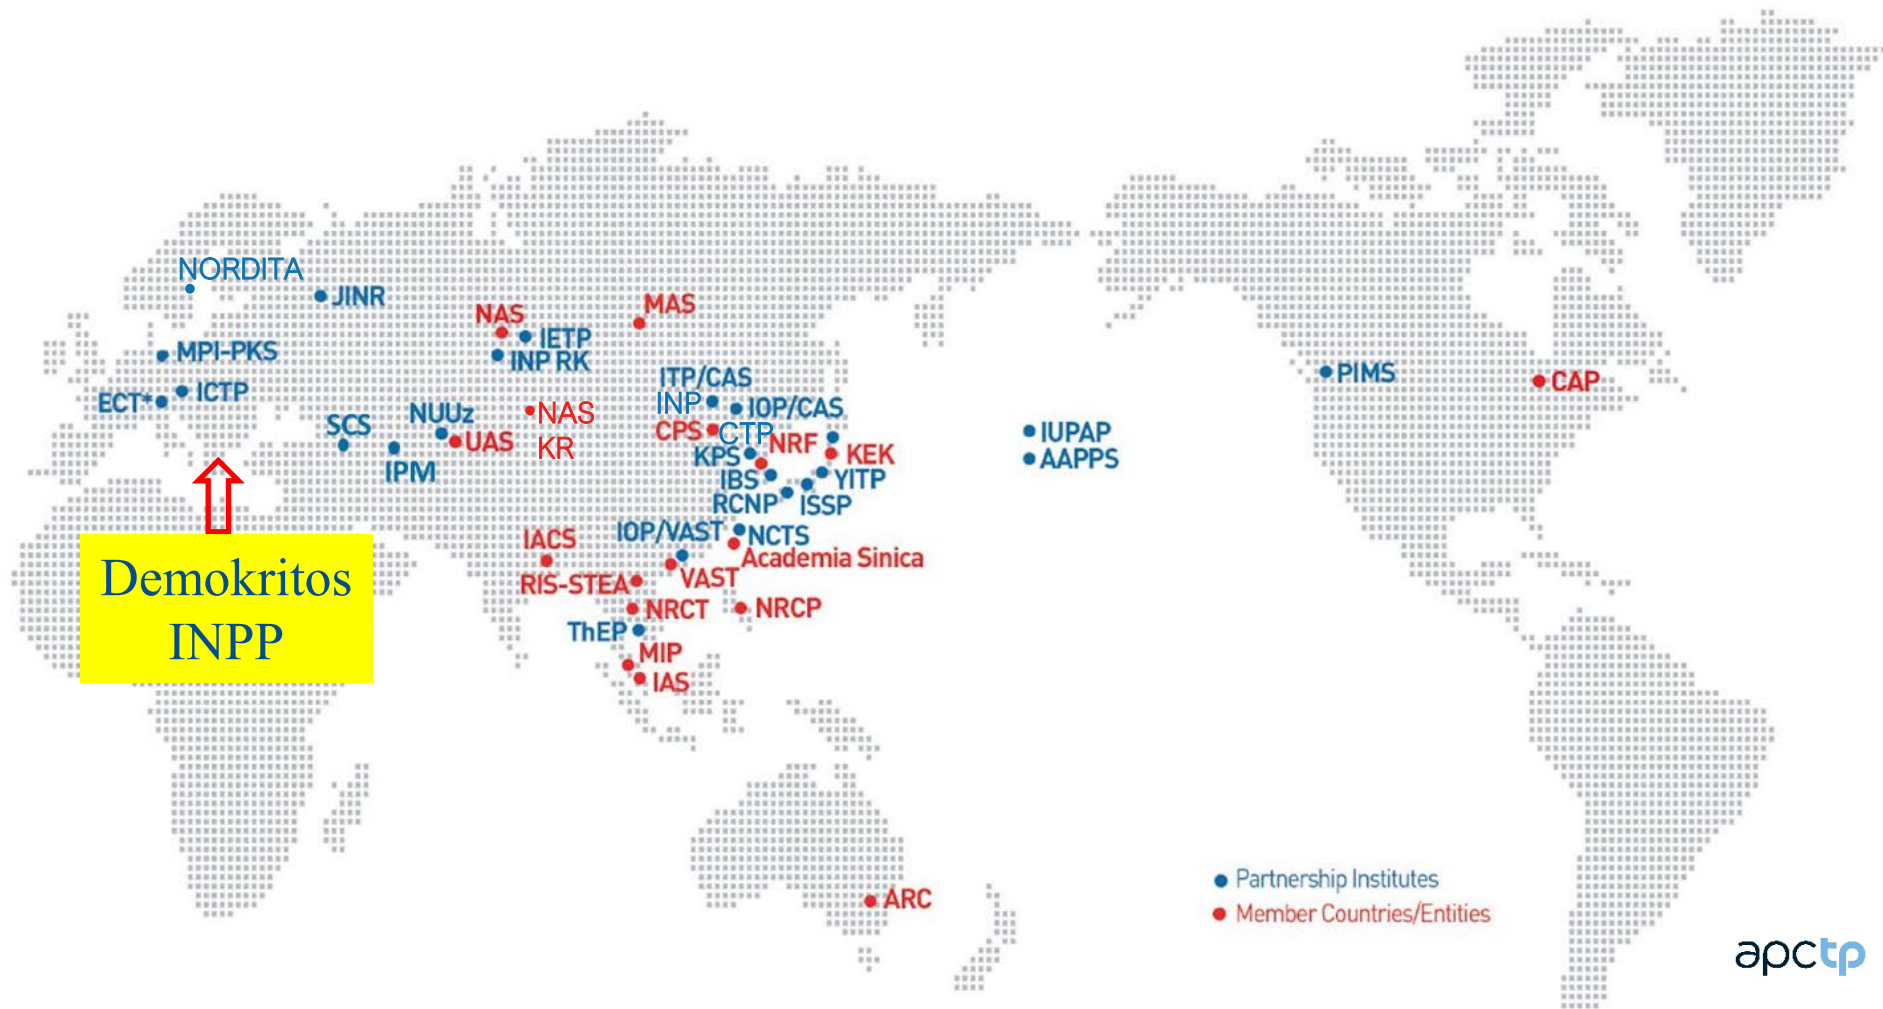 NORDITA
JINR
NAS
MAS
IETP
MPI-PKS
INP RK
ICTP
ECT*
ITP/CAS
INP
IOP/CAS
PIMS
CAP
NUUz
NAS
KR
SCS
UAS
IPM
CPS
CTP
NRF
KPS
KEK
IUPAP
AAPPS
IBS
YITP
RCNP
ISSP
IOP/VAST
NCTS
IACS
Academia Sinica
RIS-STEA
VAST
NRCT
NRCP
ThEP
MIP
IAS
Demokritos
INPP
ARC
Partnership Institutes
Member Countries/Entities
apctp